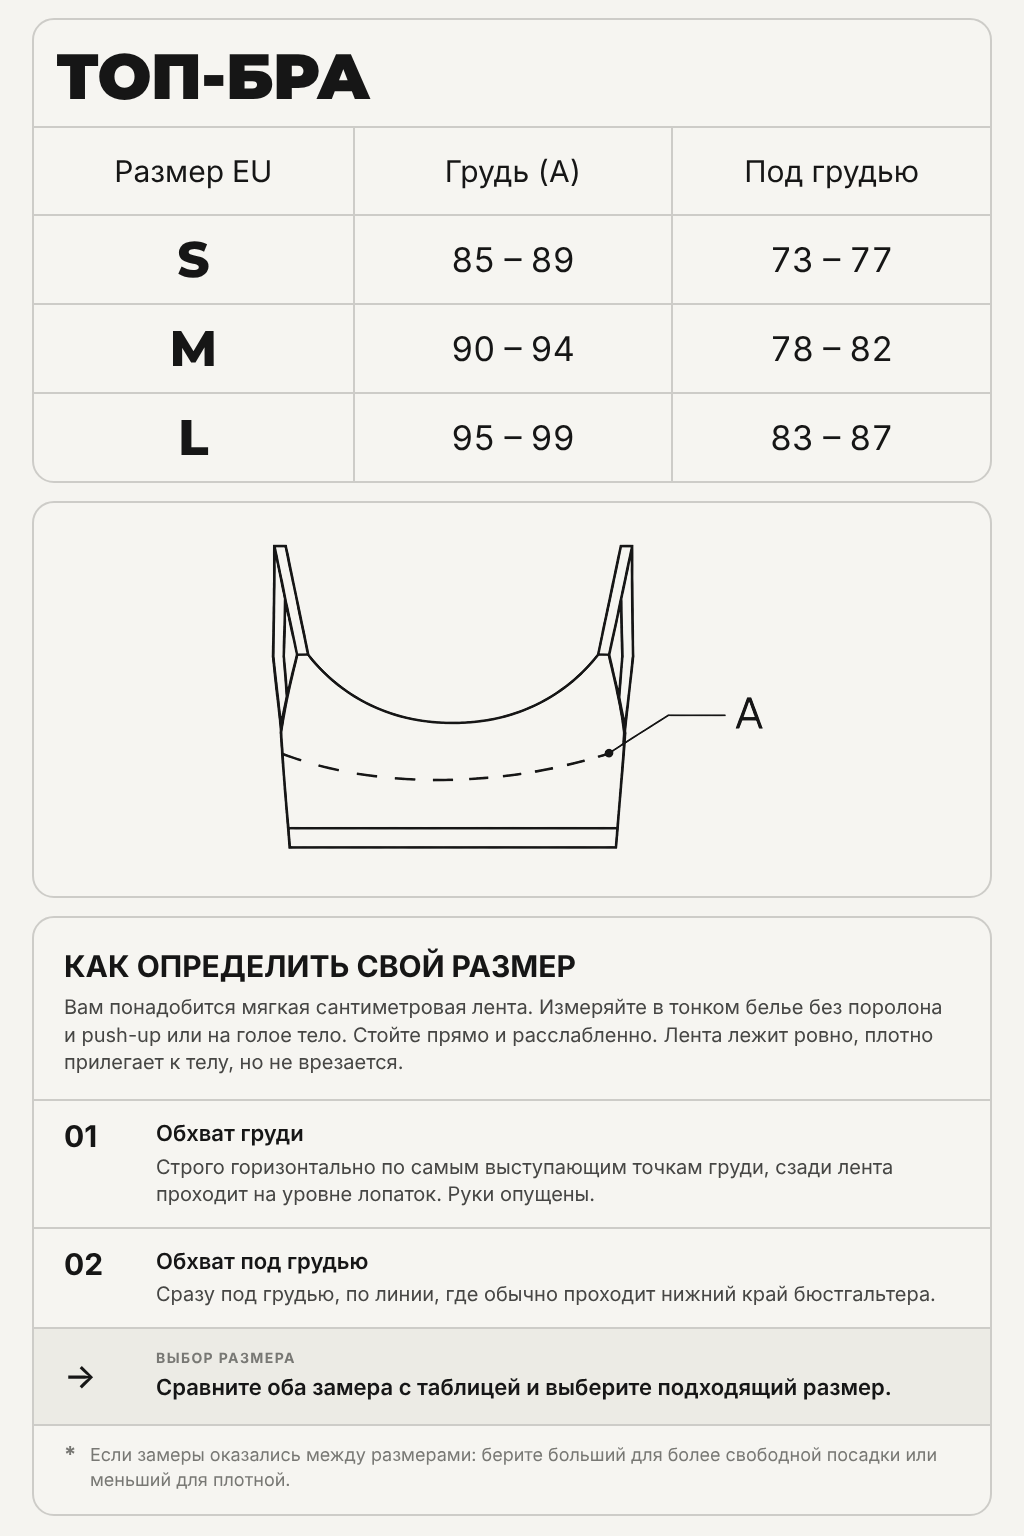 ТОП-БРА
Размер EU
Грудь (A)
Под грудью
S
85 – 89
73 – 77
M
90 – 94
78 – 82
L
95 – 99
83 – 87
A
КАК ОПРЕДЕЛИТЬ СВОЙ РАЗМЕР
Вам понадобится мягкая сантиметровая лента. Измеряйте в тонком белье без поролона
и push-up или на голое тело. Стойте прямо и расслабленно. Лента лежит ровно, плотно
прилегает к телу, но не врезается.
01
Обхват груди
Строго горизонтально по самым выступающим точкам груди, сзади лента
проходит на уровне лопаток. Руки опущены.
02
Обхват под грудью
Сразу под грудью, по линии, где обычно проходит нижний край бюстгальтера.
→
ВЫБОР РАЗМЕРА
Сравните оба замера с таблицей и выберите подходящий размер.
* Если замеры оказались между размерами: берите больший для более свободной посадки или
меньший для плотной.